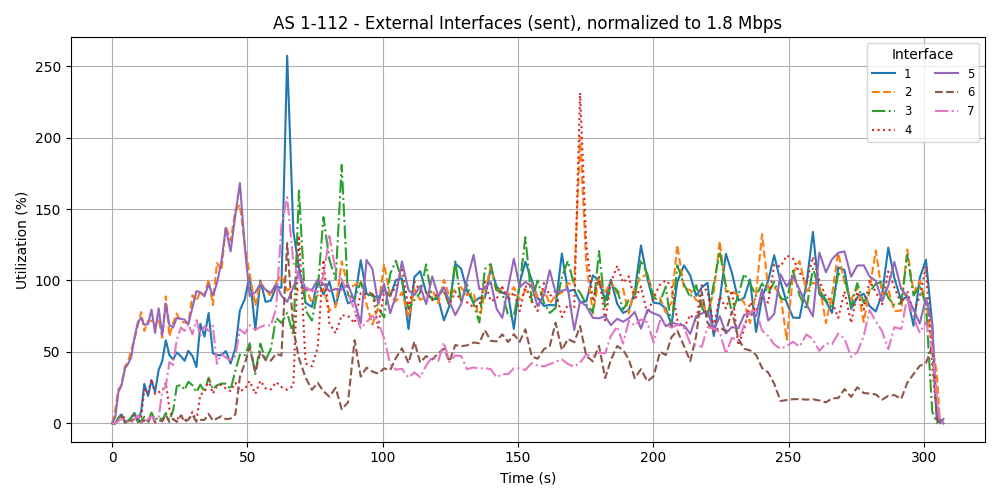 AS 1-112 - External Interfaces (sent), normalized to 1.8 Mbps
Utilization (%)
250
200
150
100
50
0
Interface
1 5
2 6
3 7
4
0 50 100 150 200 250 300
Time (s)